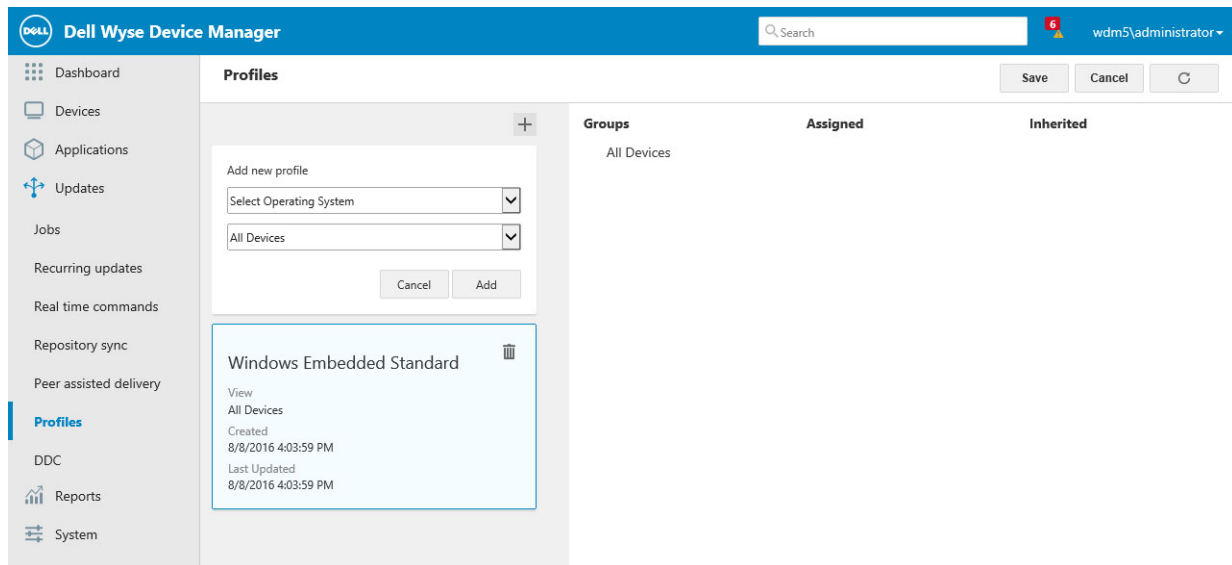 DELL Dell Wyse Device Manager Search 6 wdm5\administrator
Dashboard
Devices
Applications
Updates
Jobs
Recurring updates
Real time commands
Repository sync
Peer assisted delivery
Profiles
DDC
Reports
System
Profiles Save Cancel
+
Add new profile
Select Operating System
All Devices
Cancel Add
Windows Embedded Standard
View
All Devices
Created
8/8/2016 4:03:59 PM
Last Updated
8/8/2016 4:03:59 PM
Groups Assigned Inherited
All Devices